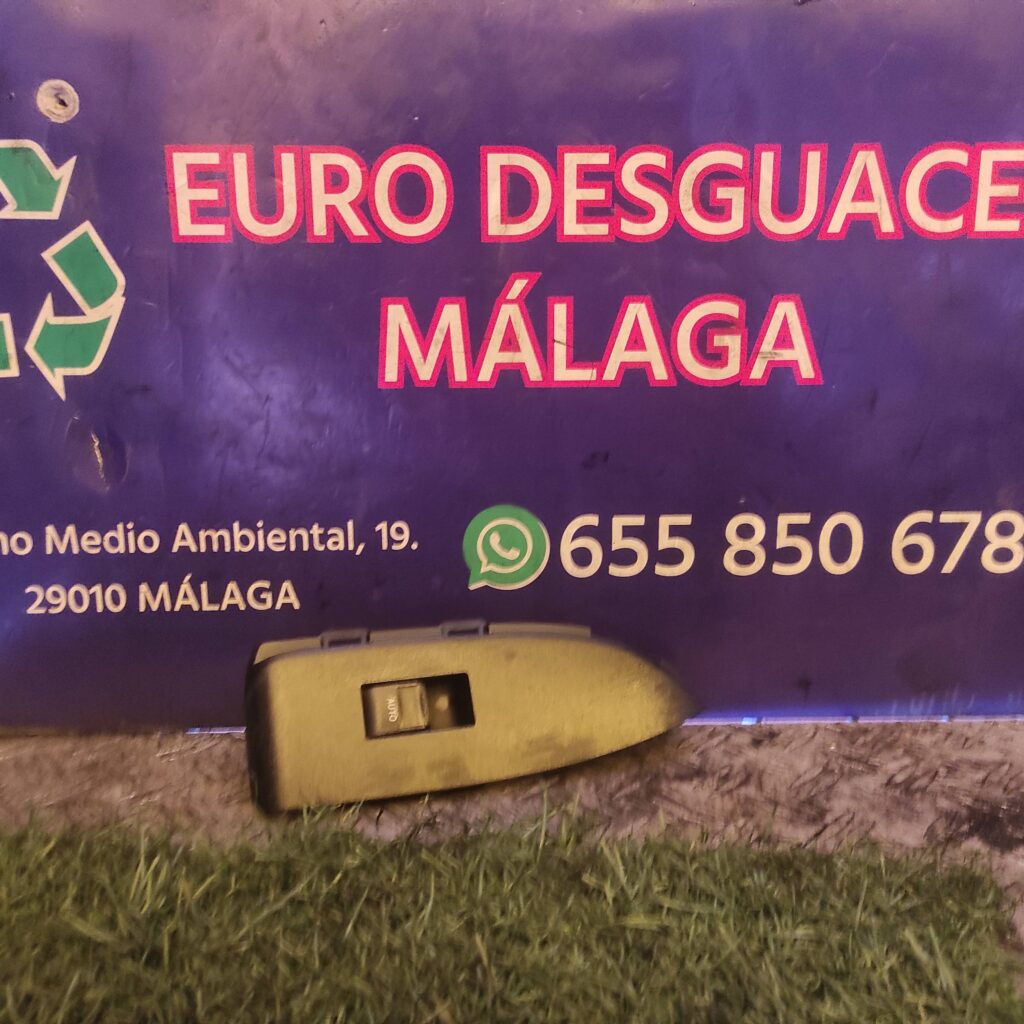 EURO DESGUACE
MÁLAGA
no Medio Ambiental, 19.
29010 MÁLAGA
655 850 678
AUTO